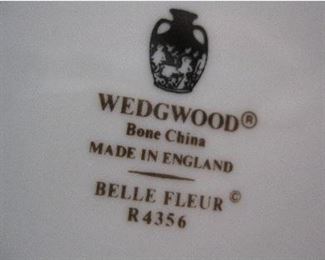 WEDGWOOD®
Bone China
MADE IN ENGLAND
BELLE FLEUR ©
R4356